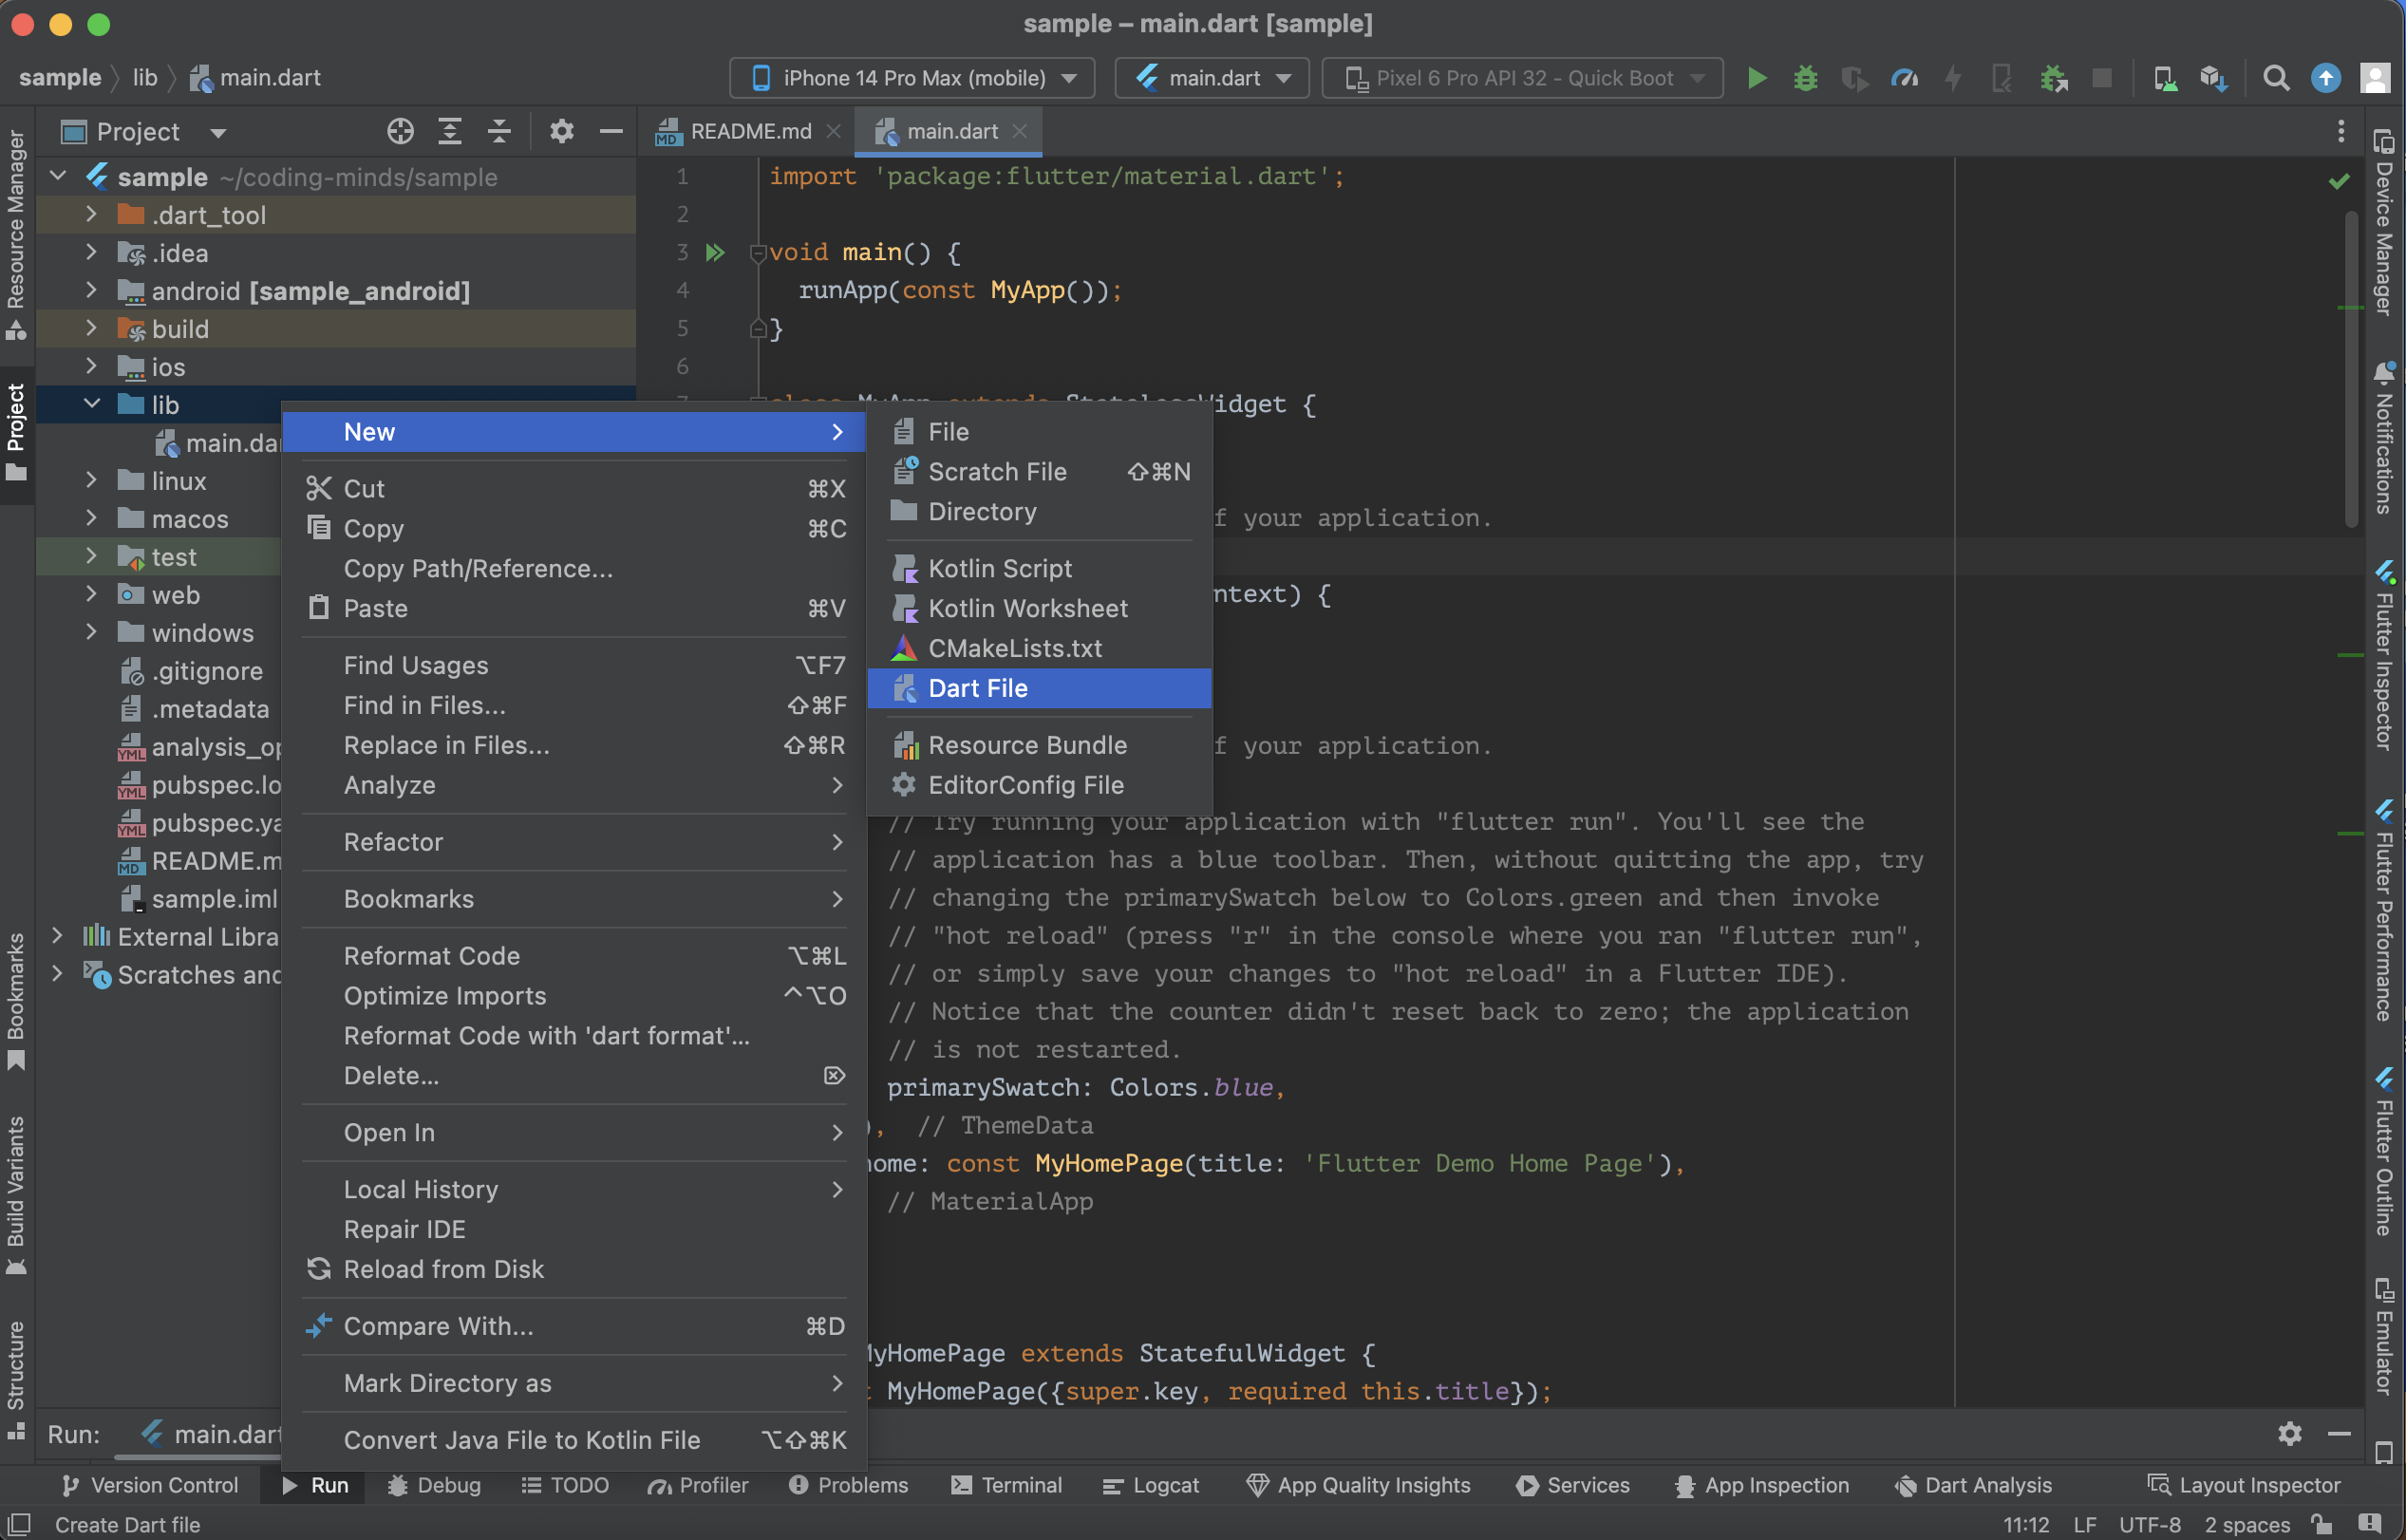 sample – main.dart [sample]
sample lib main.dart
iPhone 14 Pro Max (mobile)
main.dart
Pixel 6 Pro API 32 - Quick Boot
Project
README.md
main.dart
Resource Manager
Project
Bookmarks
Build Variants
Structure
sample ~/coding-minds/sample
.dart_tool
.idea
android [sample_android]
build
ios
lib
main.da
linux
macos
test
web
windows
.gitignore
.metadata
analysis_op
pubspec.lo
pubspec.ya
README.m
sample.iml
External Libra
Scratches and
1 import 'package:flutter/material.dart';
2
3 void main() {
4 runApp(const MyApp());
5 }
6
idget {
f your application.
ntext) {
f your application.
// Try running your application with "flutter run". You'll see the
// application has a blue toolbar. Then, without quitting the app, try
// changing the primarySwatch below to Colors.green and then invoke
// "hot reload" (press "r" in the console where you ran "flutter run",
// or simply save your changes to "hot reload" in a Flutter IDE).
// Notice that the counter didn't reset back to zero; the application
// is not restarted.
primarySwatch: Colors.blue,
), // ThemeData
home: const MyHomePage(title: 'Flutter Demo Home Page'),
// MaterialApp
MyHomePage extends StatefulWidget {
MyHomePage({super.key, required this.title});
New
Cut ⌘X
Copy ⌘C
Copy Path/Reference...
Paste ⌘V
Find Usages ⌥F7
Find in Files... ⇧⌘F
Replace in Files... ⇧⌘R
Analyze
Refactor
Bookmarks
Reformat Code ⌥⌘L
Optimize Imports ^⌥O
Reformat Code with 'dart format'...
Delete... ⌦
Open In
Local History
Repair IDE
Reload from Disk
Compare With... ⌘D
Mark Directory as
Convert Java File to Kotlin File ⌥⇧⌘K
File
Scratch File ⇧⌘N
Directory
Kotlin Script
Kotlin Worksheet
CMakeLists.txt
Dart File
Resource Bundle
EditorConfig File
Device Manager
Notifications
Flutter Inspector
Flutter Performance
Flutter Outline
Emulator
Run: main.dart
Version Control Run Debug TODO Profiler Problems Terminal Logcat App Quality Insights Services App Inspection Dart Analysis Layout Inspector
Create Dart file
11:12 LF UTF-8 2 spaces